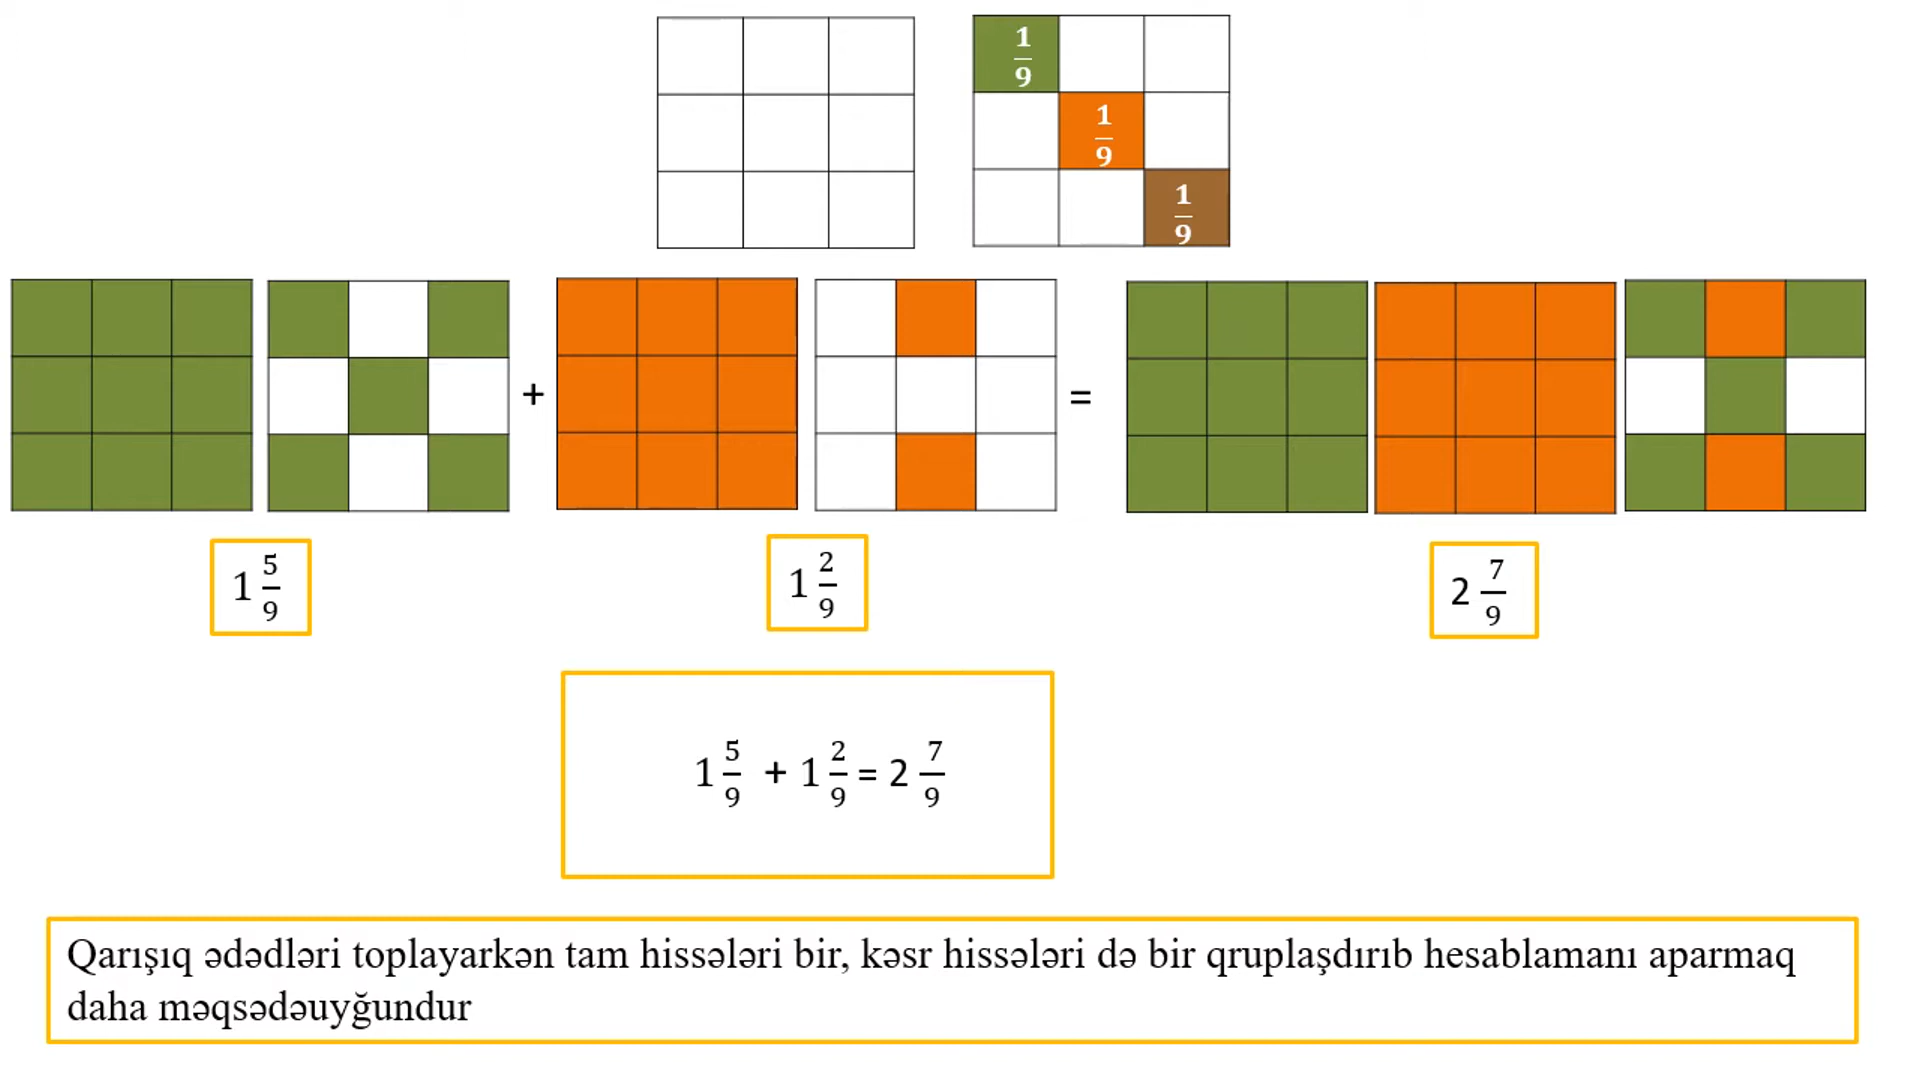 1/9
1/9
1/9
+ =
1 5/9
1 2/9
2 7/9
1 5/9 + 1 2/9 = 2 7/9
Qarışıq ədədləri toplayarkən tam hissələri bir, kəsr hissələri də bir qruplaşdırıb hesablamanı aparmaq
daha məqsədəuyğundur